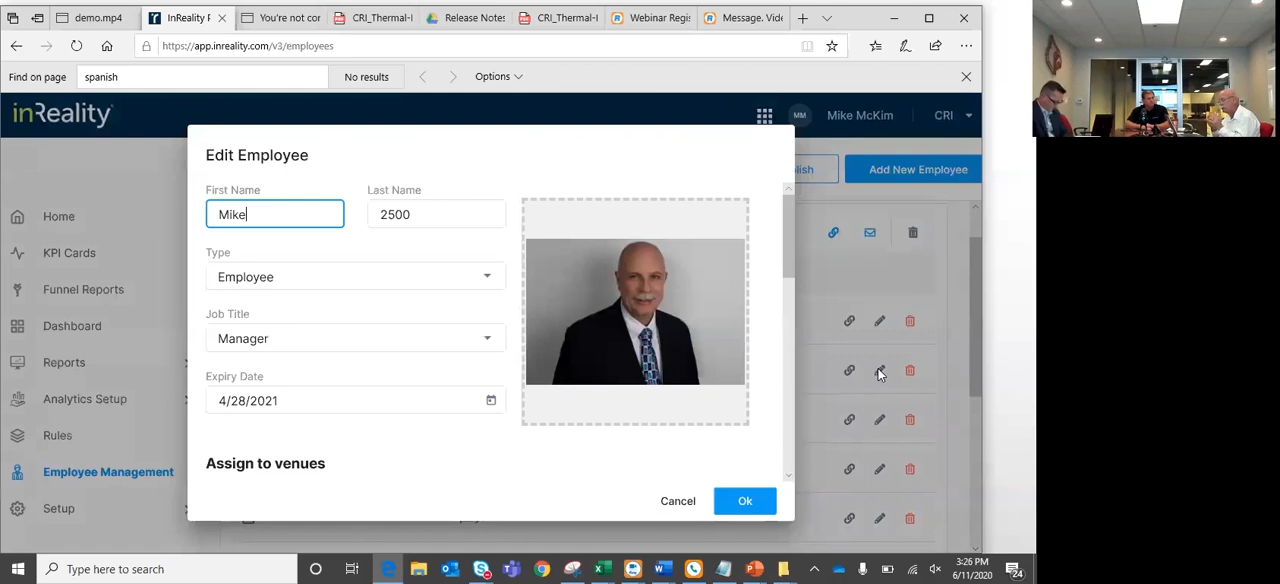 demo.mp4
InReality F
You're not cor
CRI_Thermal-I
Release Notes
CRI_Thermal-I
Webinar Regis
Message. Vide
https://app.inreality.com/v3/employees
Find on page
spanish
No results
Options
inReality
MM
Mike McKim
CRI
Edit Employee
Add New Employee
First Name
Last Name
Mike
2500
Home
Type
Employee
KPI Cards
Funnel Reports
Job Title
Manager
Dashboard
Reports
Expiry Date
4/28/2021
Analytics Setup
Rules
Assign to venues
Employee Management
Setup
Cancel
Ok
Type here to search
3:26 PM
6/11/2020
24